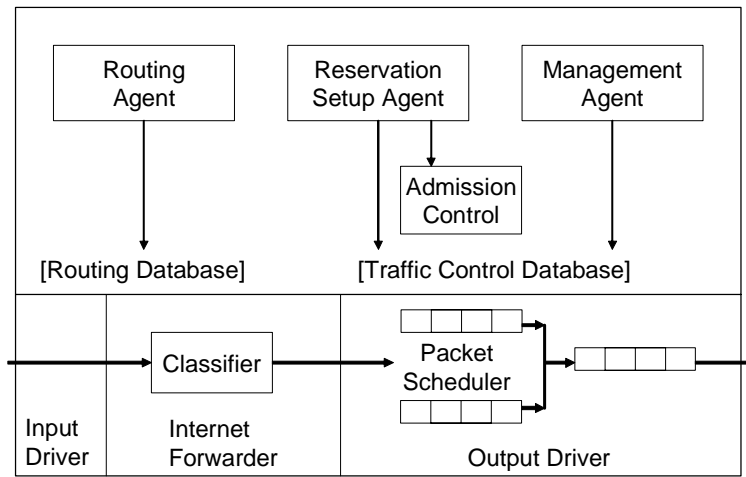 Routing
Agent
Reservation
Setup Agent
Management
Agent
Admission
Control
[Routing Database]
[Traffic Control Database]
Classifier
Packet
Scheduler
Input
Driver
Internet
Forwarder
Output Driver